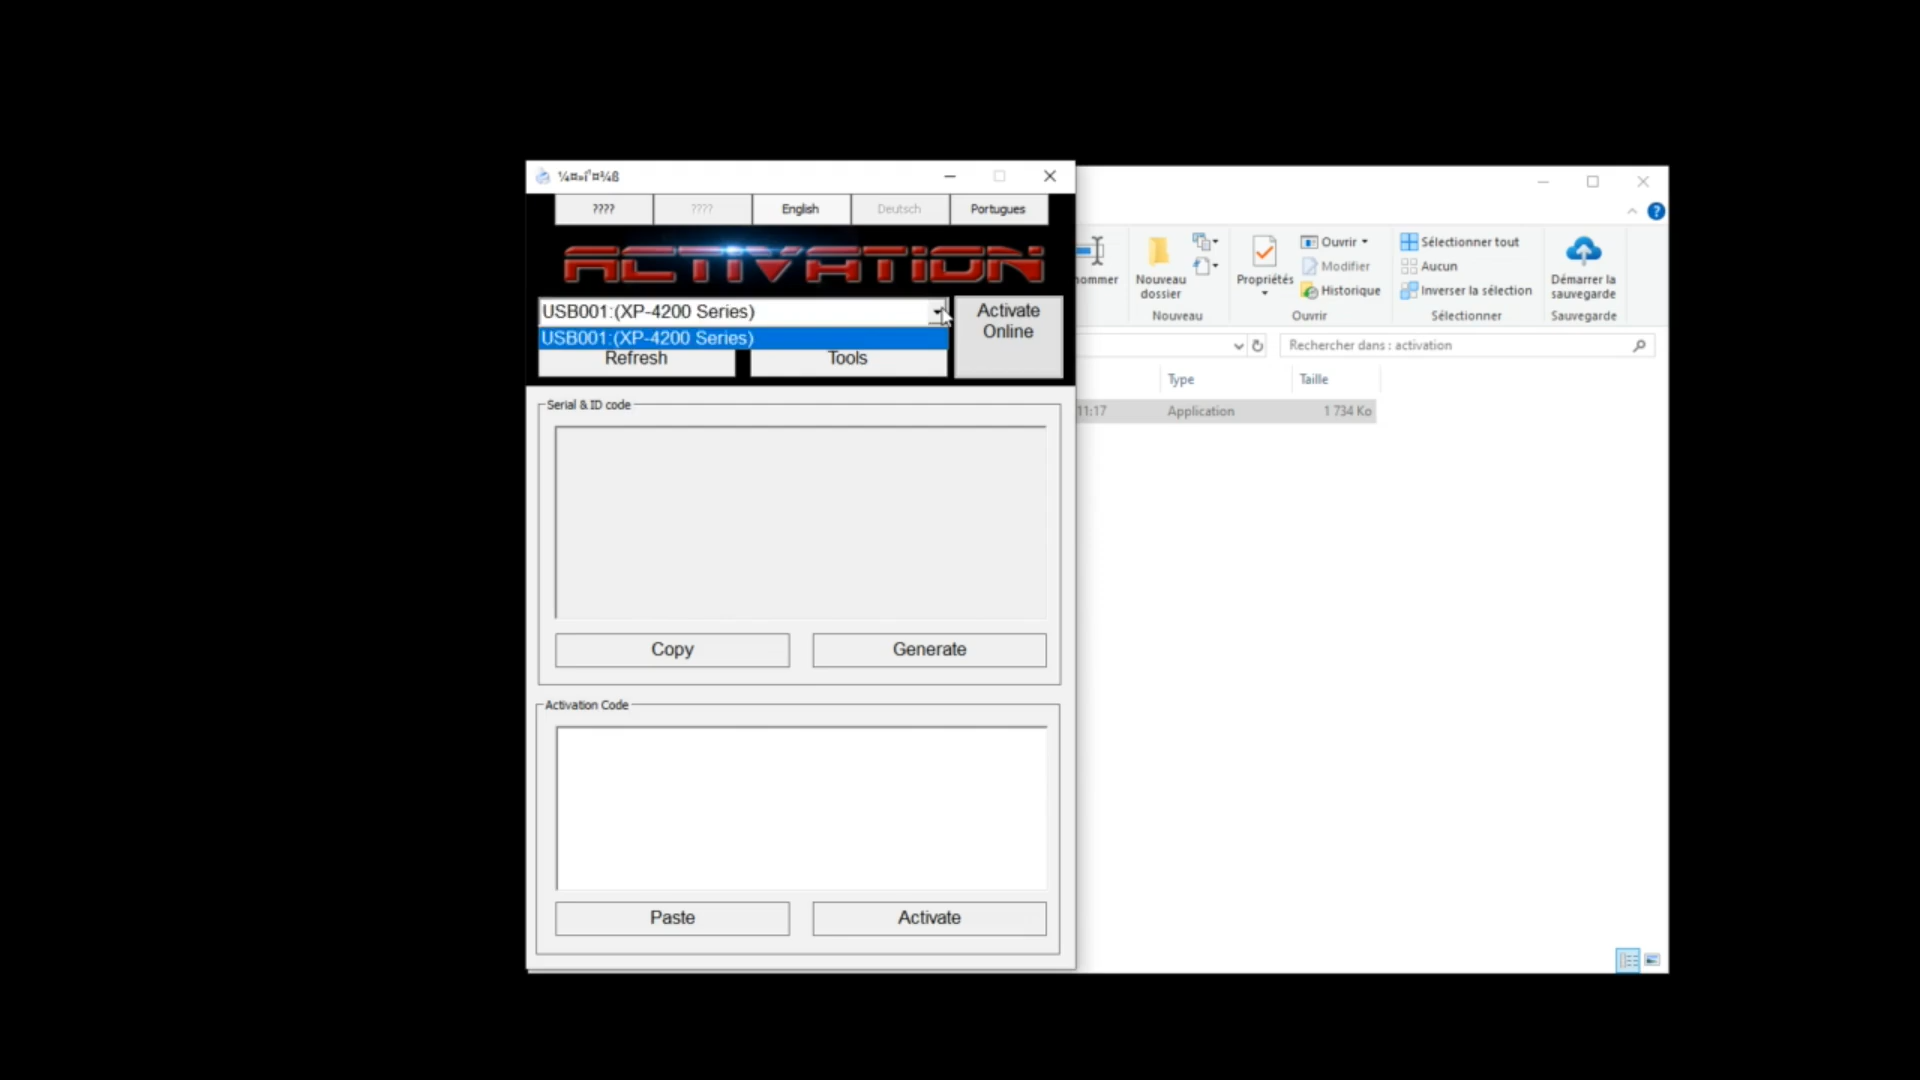 ¼¤»î¹¤¾ß
???? ???? English Deutsch Portugues
ACTIVATION
USB001:(XP-4200 Series)
USB001:(XP-4200 Series)
Activate
Online
Refresh Tools
Serial & ID code
Copy Generate
Activation Code
Paste Activate
?
ommer
Nouveau
dossier
Nouveau
Propriétés
Ouvrir
Modifier
Historique
Ouvrir
Sélectionner tout
Aucun
Inverser la sélection
Sélectionner
Démarrer la
sauvegarde
Sauvegarde
Rechercher dans : activation
Type Taille
11:17 Application 1 734 Ko